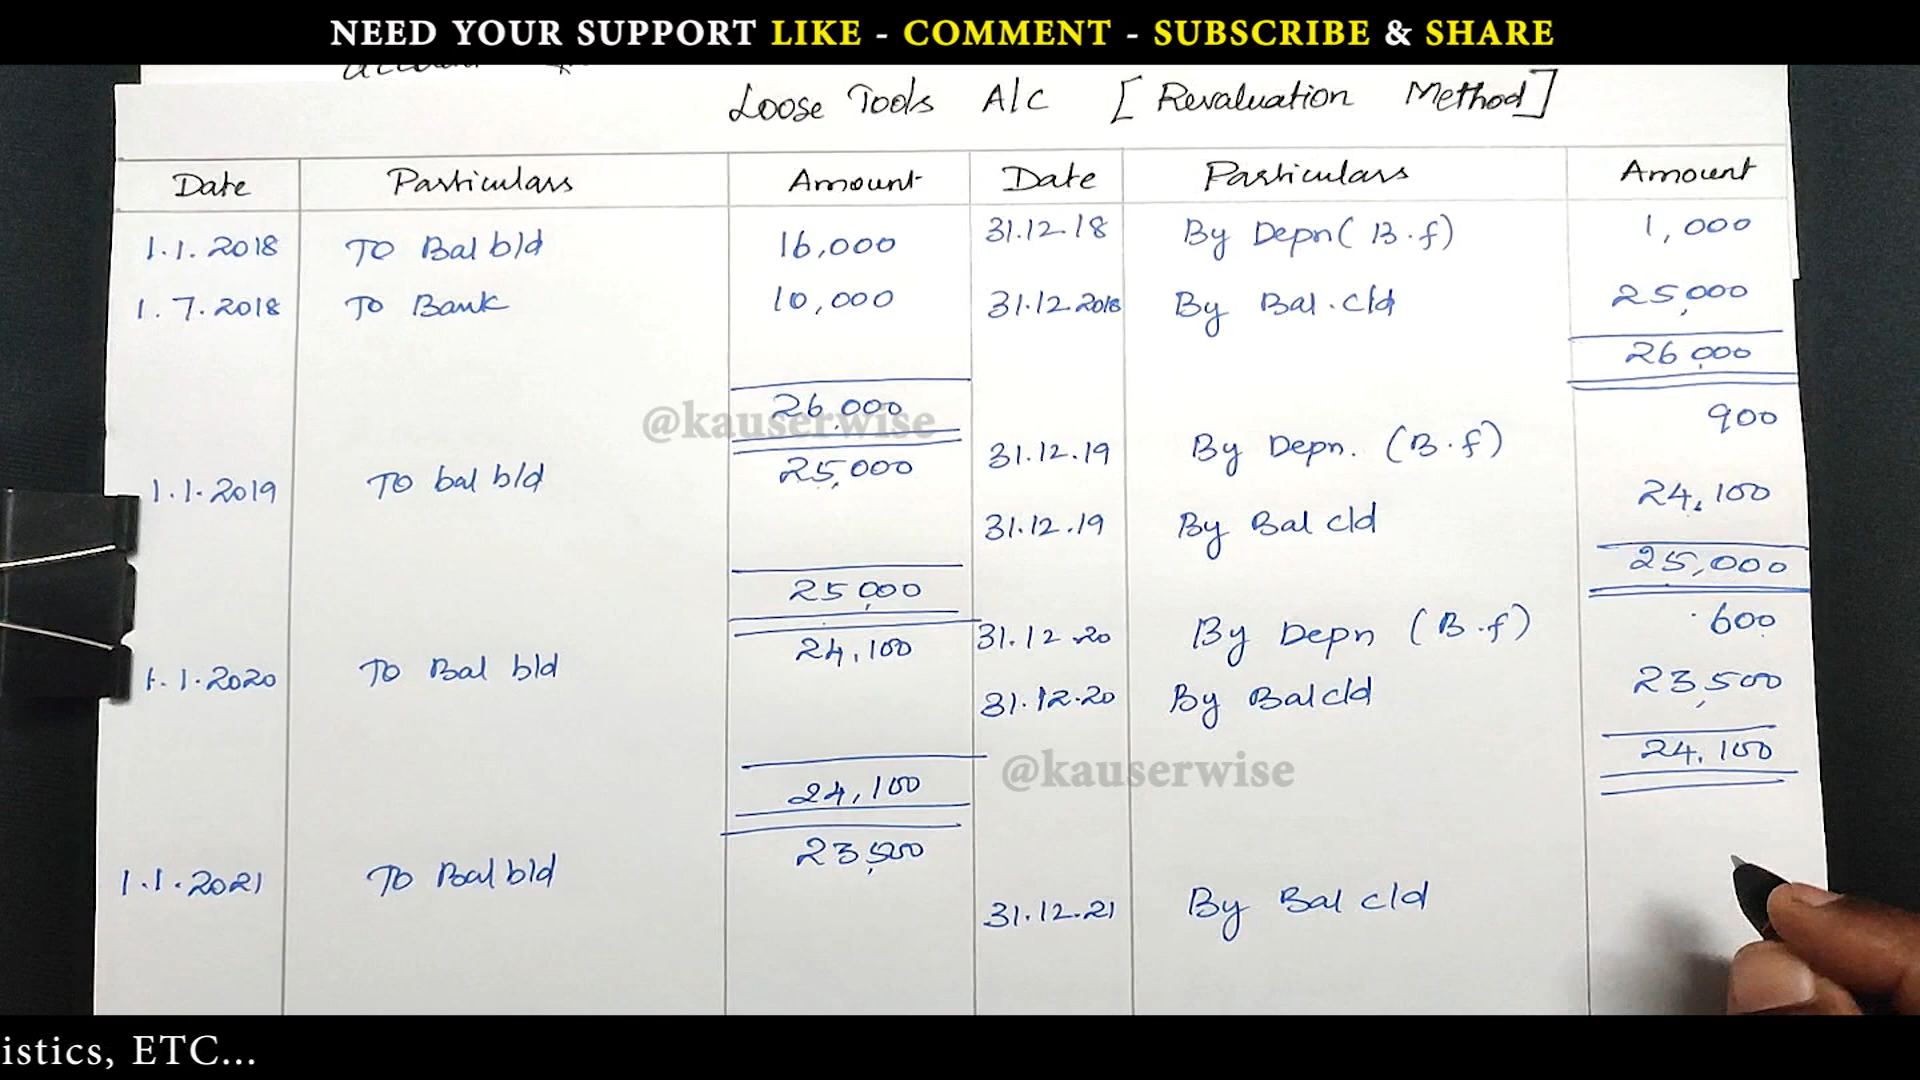 NEED YOUR SUPPORT LIKE - COMMENT - SUBSCRIBE & SHARE
Loose Tools A/C [Revaluation Method]
Date Particulars Amount Date Particulars Amount
1.1.2018 TO Bal b/d 16,000 31.12.18 By Depn (B.f) 1,000
1.7.2018 To Bank 10,000 31.12.2018 By Bal. c/d 25,000
26,000
26,000
@kauserwise
900
25,000 31.12.19 By Depn. (B.f)
1.1.2019 TO bal b/d 24,100
31.12.19 By Bal c/d
25,000
25,000
24,100 31.12.20 By Depn (B.f) 600
1.1.2020 To Bal b/d 23,500
31.12.20 By Bal c/d
24,100
@kauserwise
24,100
23,500
1.1.2021 To Bal b/d
31.12.21 By Bal c/d
istics, ETC...